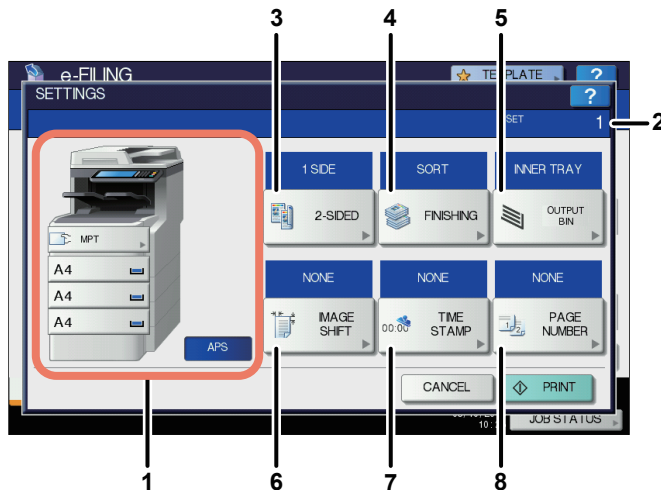 3 4 5
e-FILING TEMPLATE ?
SETTINGS ?
SET 1 2
1 SIDE SORT INNER TRAY
2-SIDED FINISHING OUTPUT BIN
MPT
A4
A4
A4
NONE NONE NONE
IMAGE SHIFT 00:00 TIME STAMP 1 2 PAGE NUMBER
APS
CANCEL PRINT
JOB STATUS
1 6 7 8